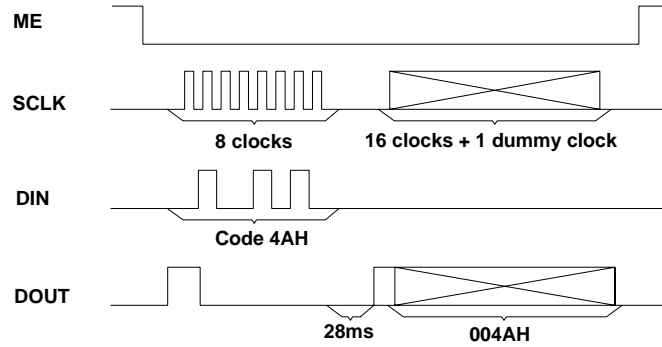 ME
SCLK
8 clocks
16 clocks + 1 dummy clock
DIN
Code 4AH
DOUT
28ms
004AH